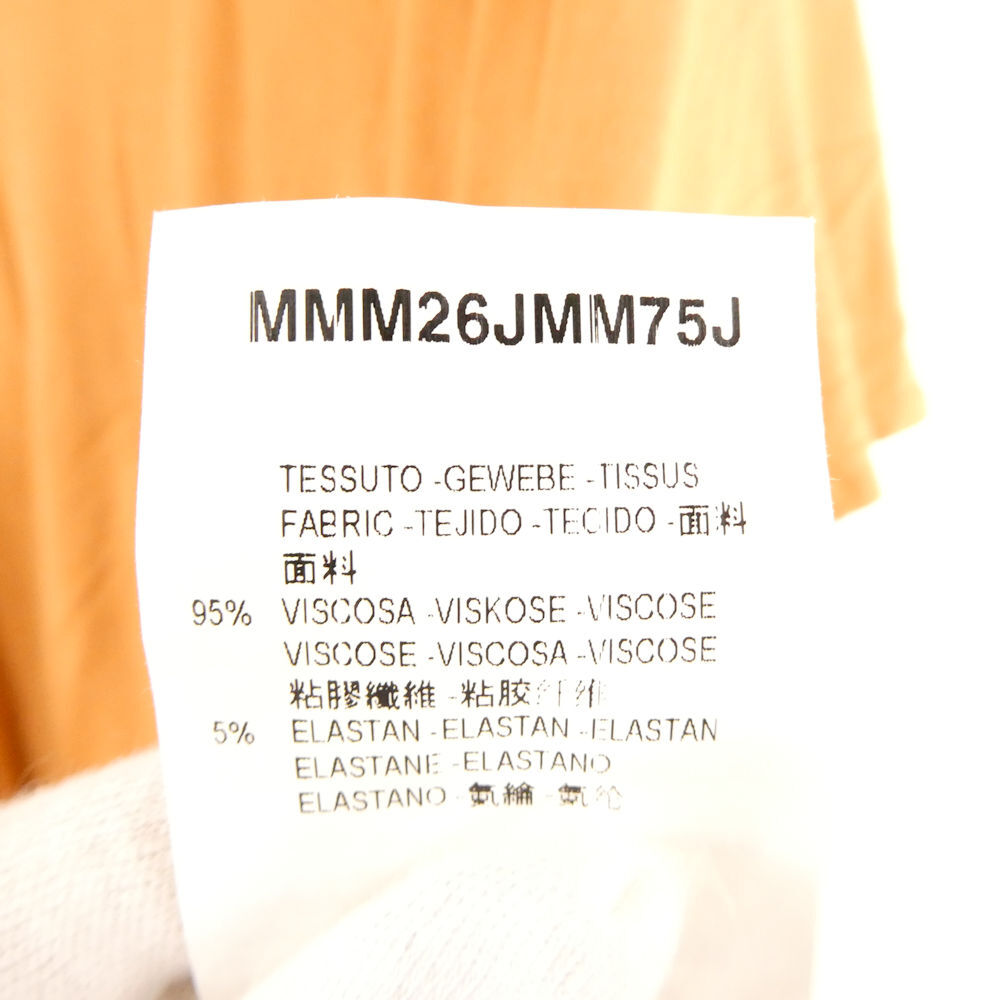 MMM26JMM75J
TESSUTO -GEWEBE -TISSUS
FABRIC -TEJIDO -TECIDO -面料
面料
95% VISCOSA -VISKOSE -VISCOSE
VISCOSE -VISCOSA -VISCOSE
粘膠纖維 -粘胶纤维
5% ELASTAN -ELASTAN -ELASTAN
ELASTANE -ELASTANO
ELASTANO -氨綸 -氨纶